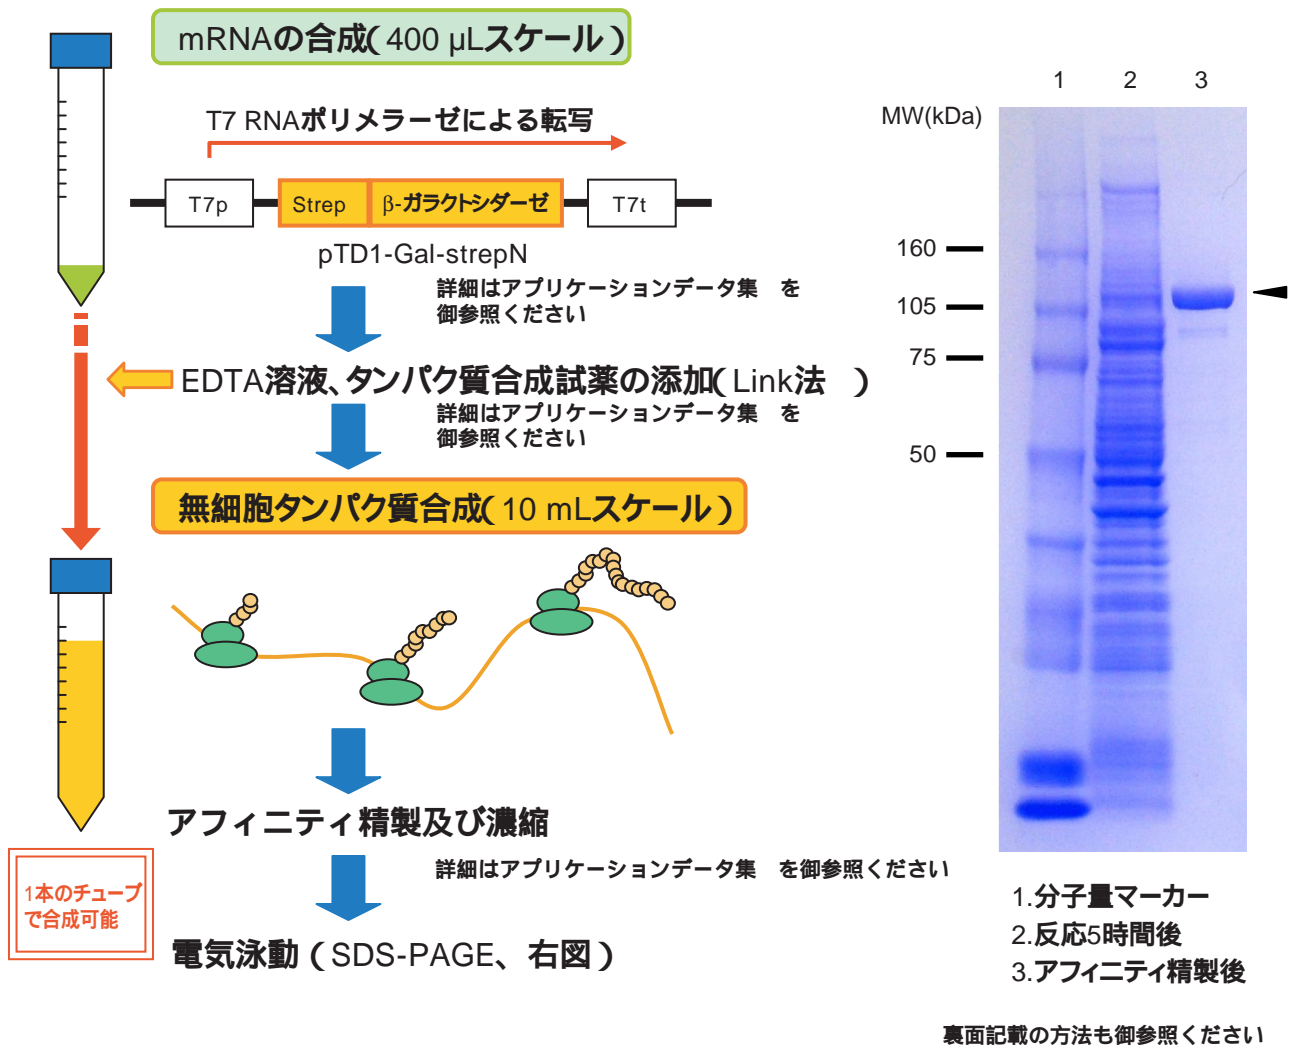 mRNAの合成（400 µLスケール）
T7 RNAポリメラーゼによる転写
T7p
Strep
β-ガラクトシダーゼ
T7t
pTD1-Gal-strepN
詳細はアプリケーションデータ集　を
御参照ください
EDTA溶液、タンパク質合成試薬の添加（Link法　）
詳細はアプリケーションデータ集　を
御参照ください
無細胞タンパク質合成（10 mLスケール）
アフィニティ精製及び濃縮
詳細はアプリケーションデータ集　を御参照ください
1本のチューブ
で合成可能
電気泳動（SDS-PAGE、右図）
1 2 3
MW(kDa)
160
105
75
50
1.分子量マーカー
2.反応5時間後
3.アフィニティ精製後
裏面記載の方法も御参照ください